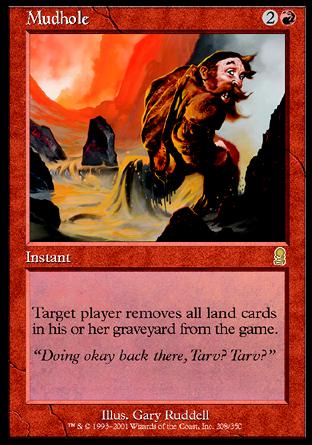 Mudhole 2
Instant
Target player removes all land cards
in his or her graveyard from the game.
"Doing okay back there, Tarv? Tarv?"
Illus. Gary Ruddell
™ & © 1993–2001 Wizards of the Coast, Inc. 208/350